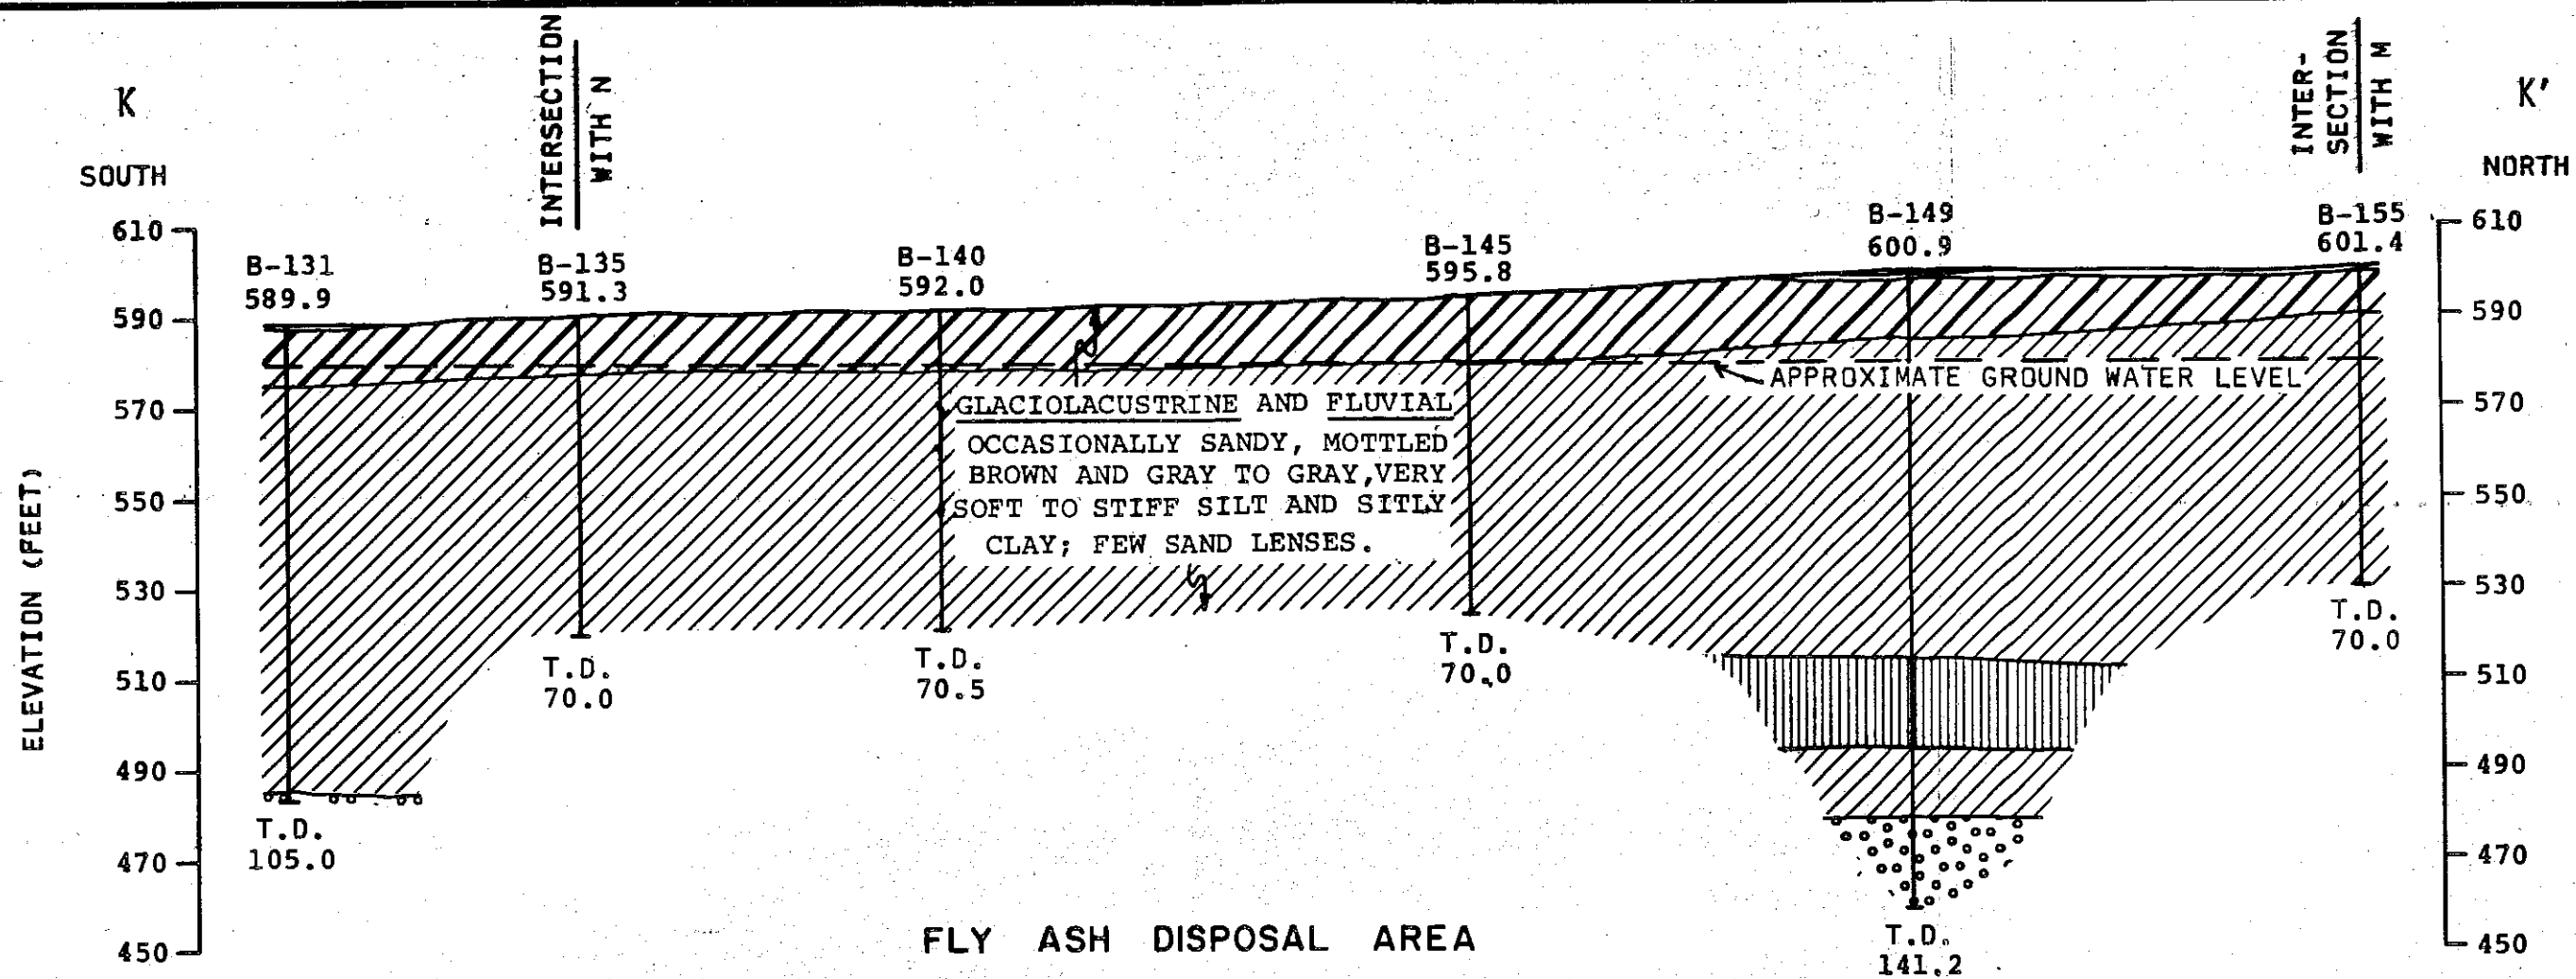 K
SOUTH
INTERSECTION
WITH N
INTER-
SECTION
WITH M
K'
NORTH
B-131
589.9
B-135
591.3
B-140
592.0
B-145
595.8
B-149
600.9
B-155
601.4
ELEVATION (FEET)
610
590
570
550
530
510
490
470
450
610
590
570
550
530
510
490
470
450
APPROXIMATE GROUND WATER LEVEL
GLACIOLACUSTRINE AND FLUVIAL
OCCASIONALLY SANDY, MOTTLED
BROWN AND GRAY TO GRAY,VERY
SOFT TO STIFF SILT AND SITLY
CLAY; FEW SAND LENSES.
T.D.
105.0
T.D.
70.0
T.D.
70.5
T.D.
70.0
T.D.
141.2
T.D.
70.0
FLY ASH DISPOSAL AREA